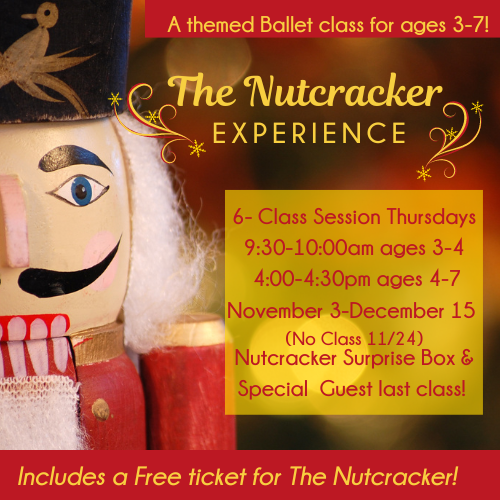 A themed Ballet class for ages 3-7!
The Nutcracker
EXPERIENCE
6- Class Session Thursdays
9:30-10:00am ages 3-4
4:00-4:30pm ages 4-7
November 3-December 15
(No Class 11/24)
Nutcracker Surprise Box &
Special Guest last class!
Includes a Free ticket for The Nutcracker!